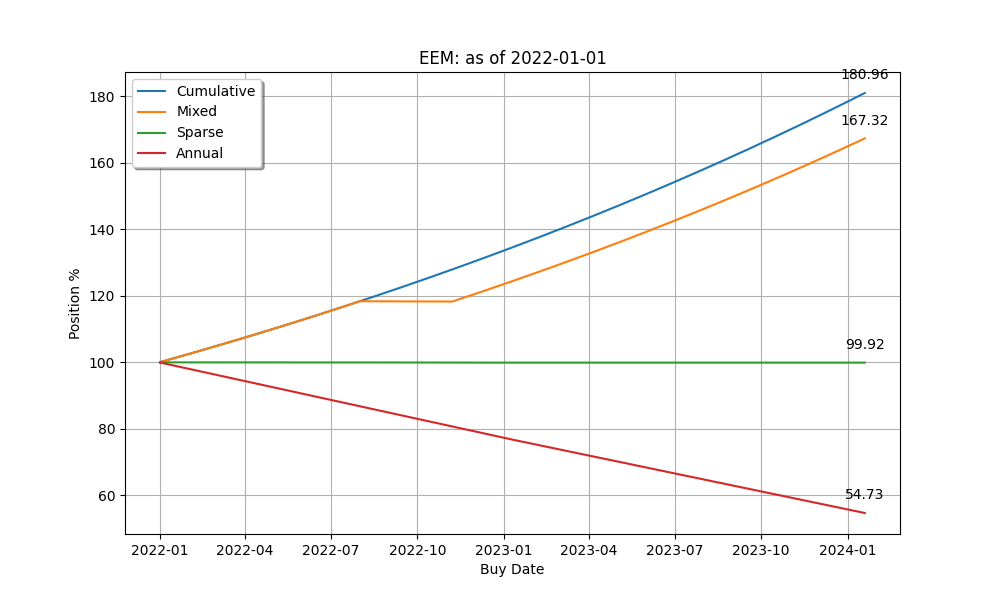 EEM: as of 2022-01-01
180.96
180
Cumulative
Mixed
Sparse
Annual
167.32
160
140
120
100
99.92
80
60
54.73
Position %
2022-01 2022-04 2022-07 2022-10 2023-01 2023-04 2023-07 2023-10 2024-01
Buy Date